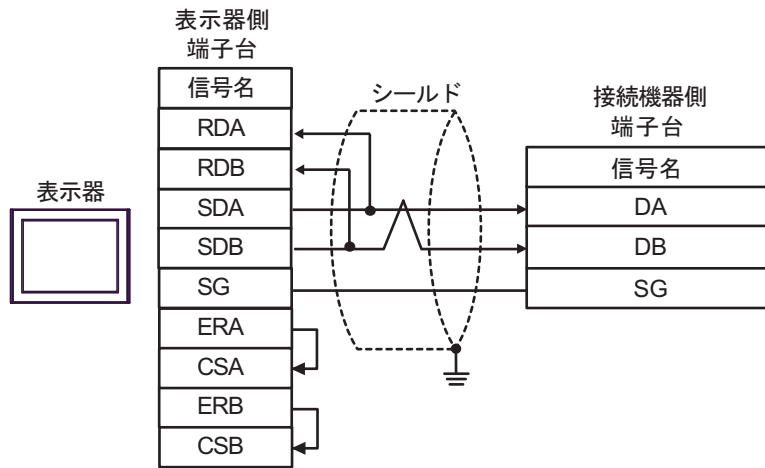 表示器側
端子台
信号名
RDA
RDB
SDA
SDB
SG
ERA
CSA
ERB
CSB
表示器
シールド
接続機器側
端子台
信号名
DA
DB
SG